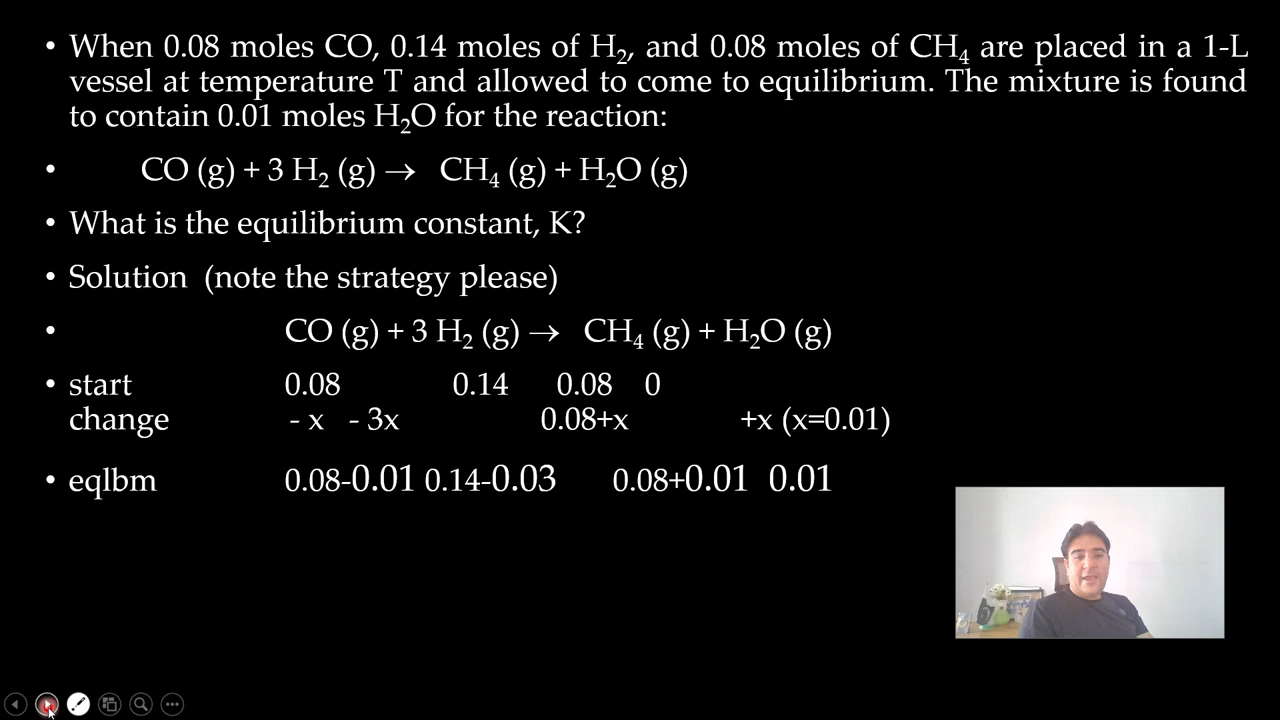 • When 0.08 moles CO, 0.14 moles of H₂, and 0.08 moles of CH₄ are placed in a 1-L
vessel at temperature T and allowed to come to equilibrium. The mixture is found
to contain 0.01 moles H₂O for the reaction:
• CO (g) + 3 H₂ (g) → CH₄ (g) + H₂O (g)
• What is the equilibrium constant, K?
• Solution (note the strategy please)
• CO (g) + 3 H₂ (g) → CH₄ (g) + H₂O (g)
• start 0.08 0.14 0.08 0
change - x - 3x 0.08+x +x (x=0.01)
• eqlbm 0.08-0.01 0.14-0.03 0.08+0.01 0.01